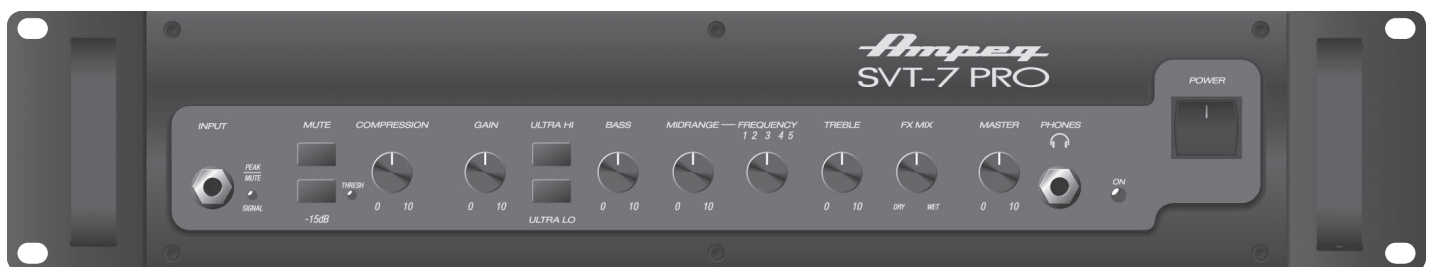 Ampeg
SVT-7 PRO
POWER
INPUT
MUTE
COMPRESSION
GAIN
ULTRA HI
BASS
MIDRANGE
FREQUENCY
TREBLE
FX MIX
MASTER
PHONES
1 2 3 4 5
PEAK
MUTE
SIGNAL
THRESH
ON
-15dB
0 10
0 10
ULTRA LO
0 10
0 10
0 10
DRY WET
0 10